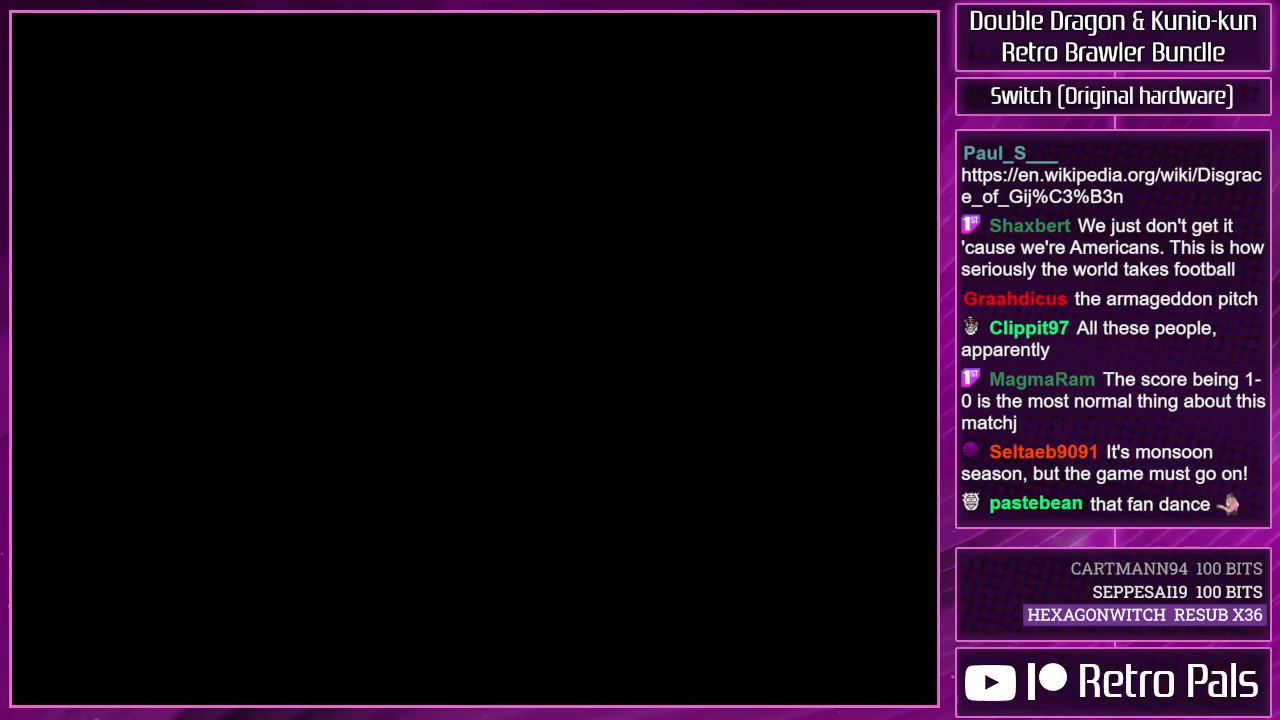 Double Dragon & Kunio-kun
Retro Brawler Bundle
Switch (Original hardware)
Paul_S___
https://en.wikipedia.org/wiki/Disgrac
e_of_Gij%C3%B3n
1ST Shaxbert We just don't get it
'cause we're Americans. This is how
seriously the world takes football
Graahdicus the armageddon pitch
Clippit97 All these people,
apparently
1ST MagmaRam The score being 1-
0 is the most normal thing about this
matchj
Seltaeb9091 It's monsoon
season, but the game must go on!
pastebean that fan dance
CARTMANN94 100 BITS
SEPPESAI19 100 BITS
HEXAGONWITCH RESUB X36
Retro Pals